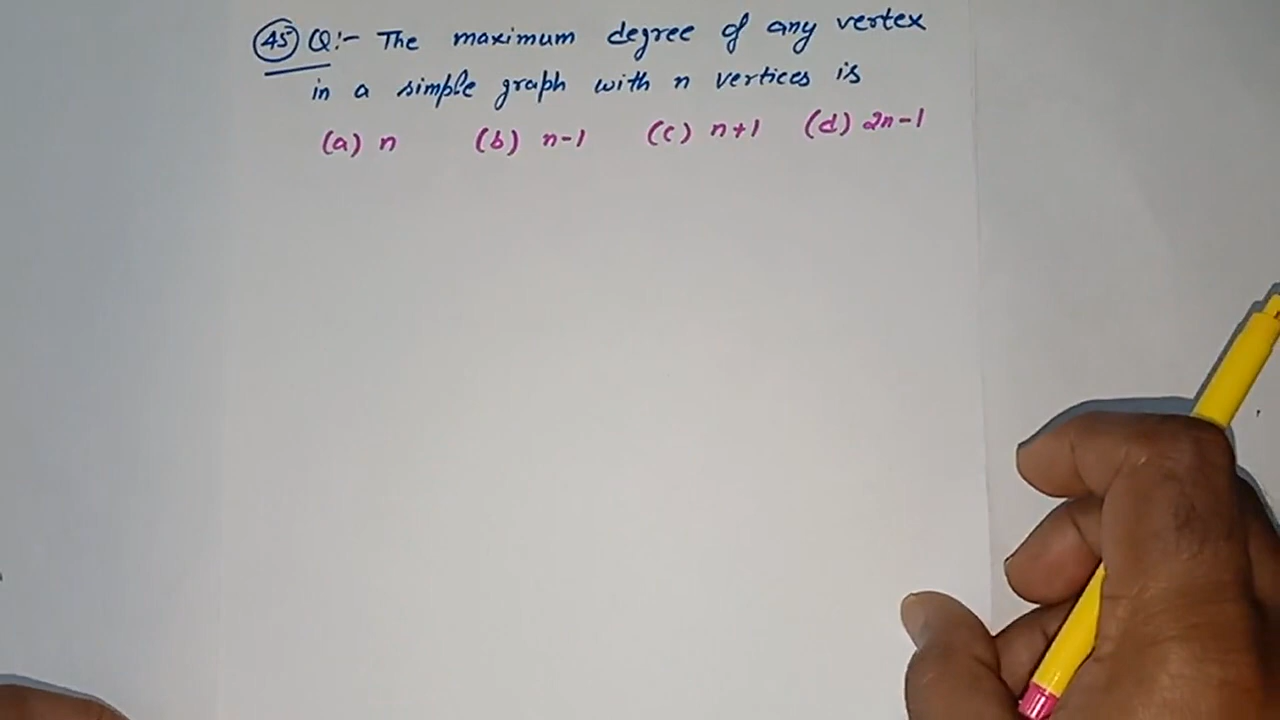 45 Q:- The maximum degree of any vertex
in a simple graph with n vertices is
(a) n (b) n-1 (c) n+1 (d) 2n-1